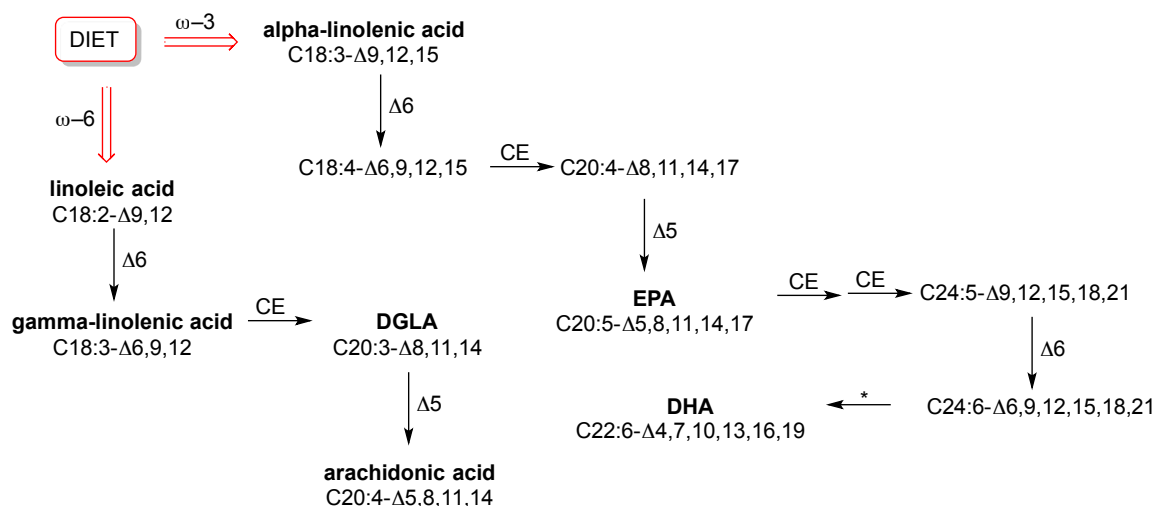 DIET
ω–3
alpha-linolenic acid
C18:3-Δ9,12,15
Δ6
ω–6
C18:4-Δ6,9,12,15
CE
C20:4-Δ8,11,14,17
linoleic acid
C18:2-Δ9,12
Δ5
Δ6
EPA
C20:5-Δ5,8,11,14,17
CE
CE
C24:5-Δ9,12,15,18,21
gamma-linolenic acid
C18:3-Δ6,9,12
CE
DGLA
C20:3-Δ8,11,14
Δ6
Δ5
DHA
C22:6-Δ4,7,10,13,16,19
*
C24:6-Δ6,9,12,15,18,21
arachidonic acid
C20:4-Δ5,8,11,14